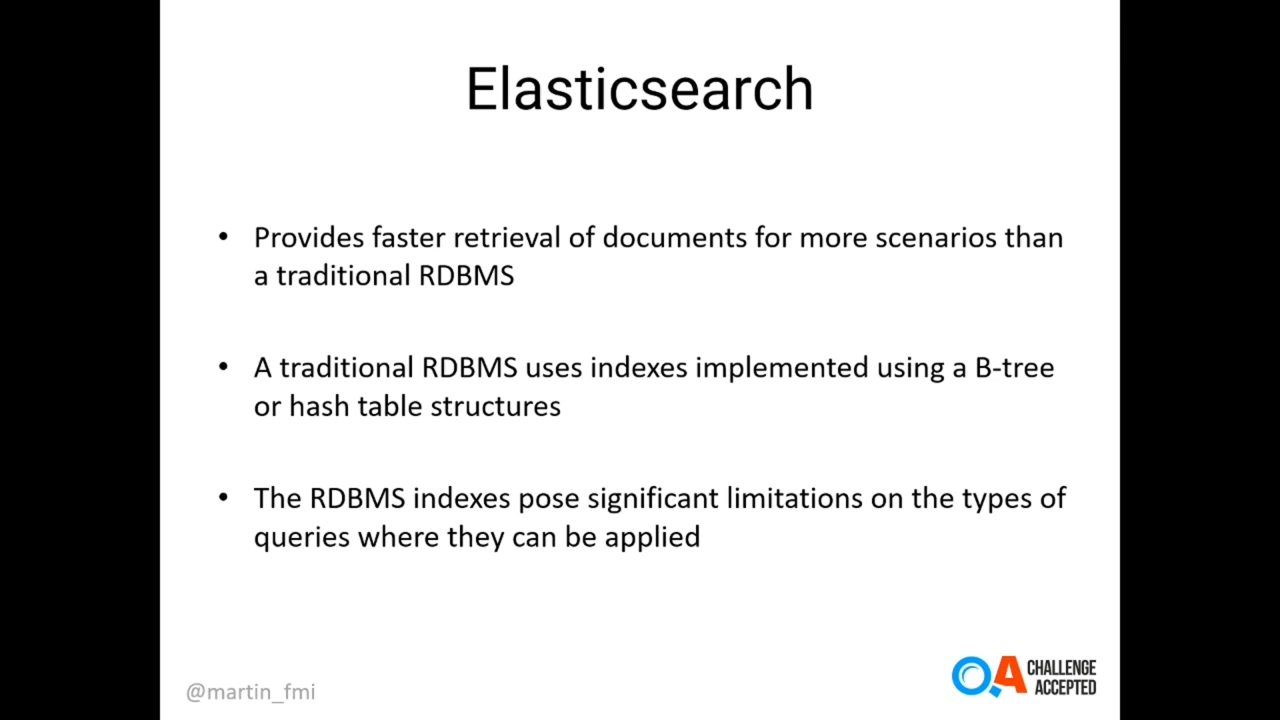 Elasticsearch
• Provides faster retrieval of documents for more scenarios than
a traditional RDBMS
• A traditional RDBMS uses indexes implemented using a B-tree
or hash table structures
• The RDBMS indexes pose significant limitations on the types of
queries where they can be applied
@martin_fmi
QA CHALLENGE
ACCEPTED